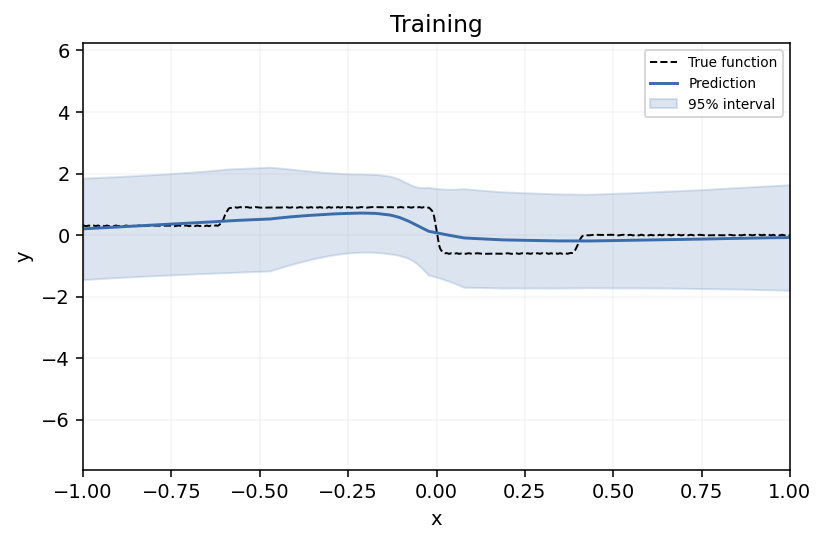 Training
6
4
2
0
−2
−4
−6
y
True function
Prediction
95% interval
−1.00 −0.75 −0.50 −0.25 0.00 0.25 0.50 0.75 1.00
x